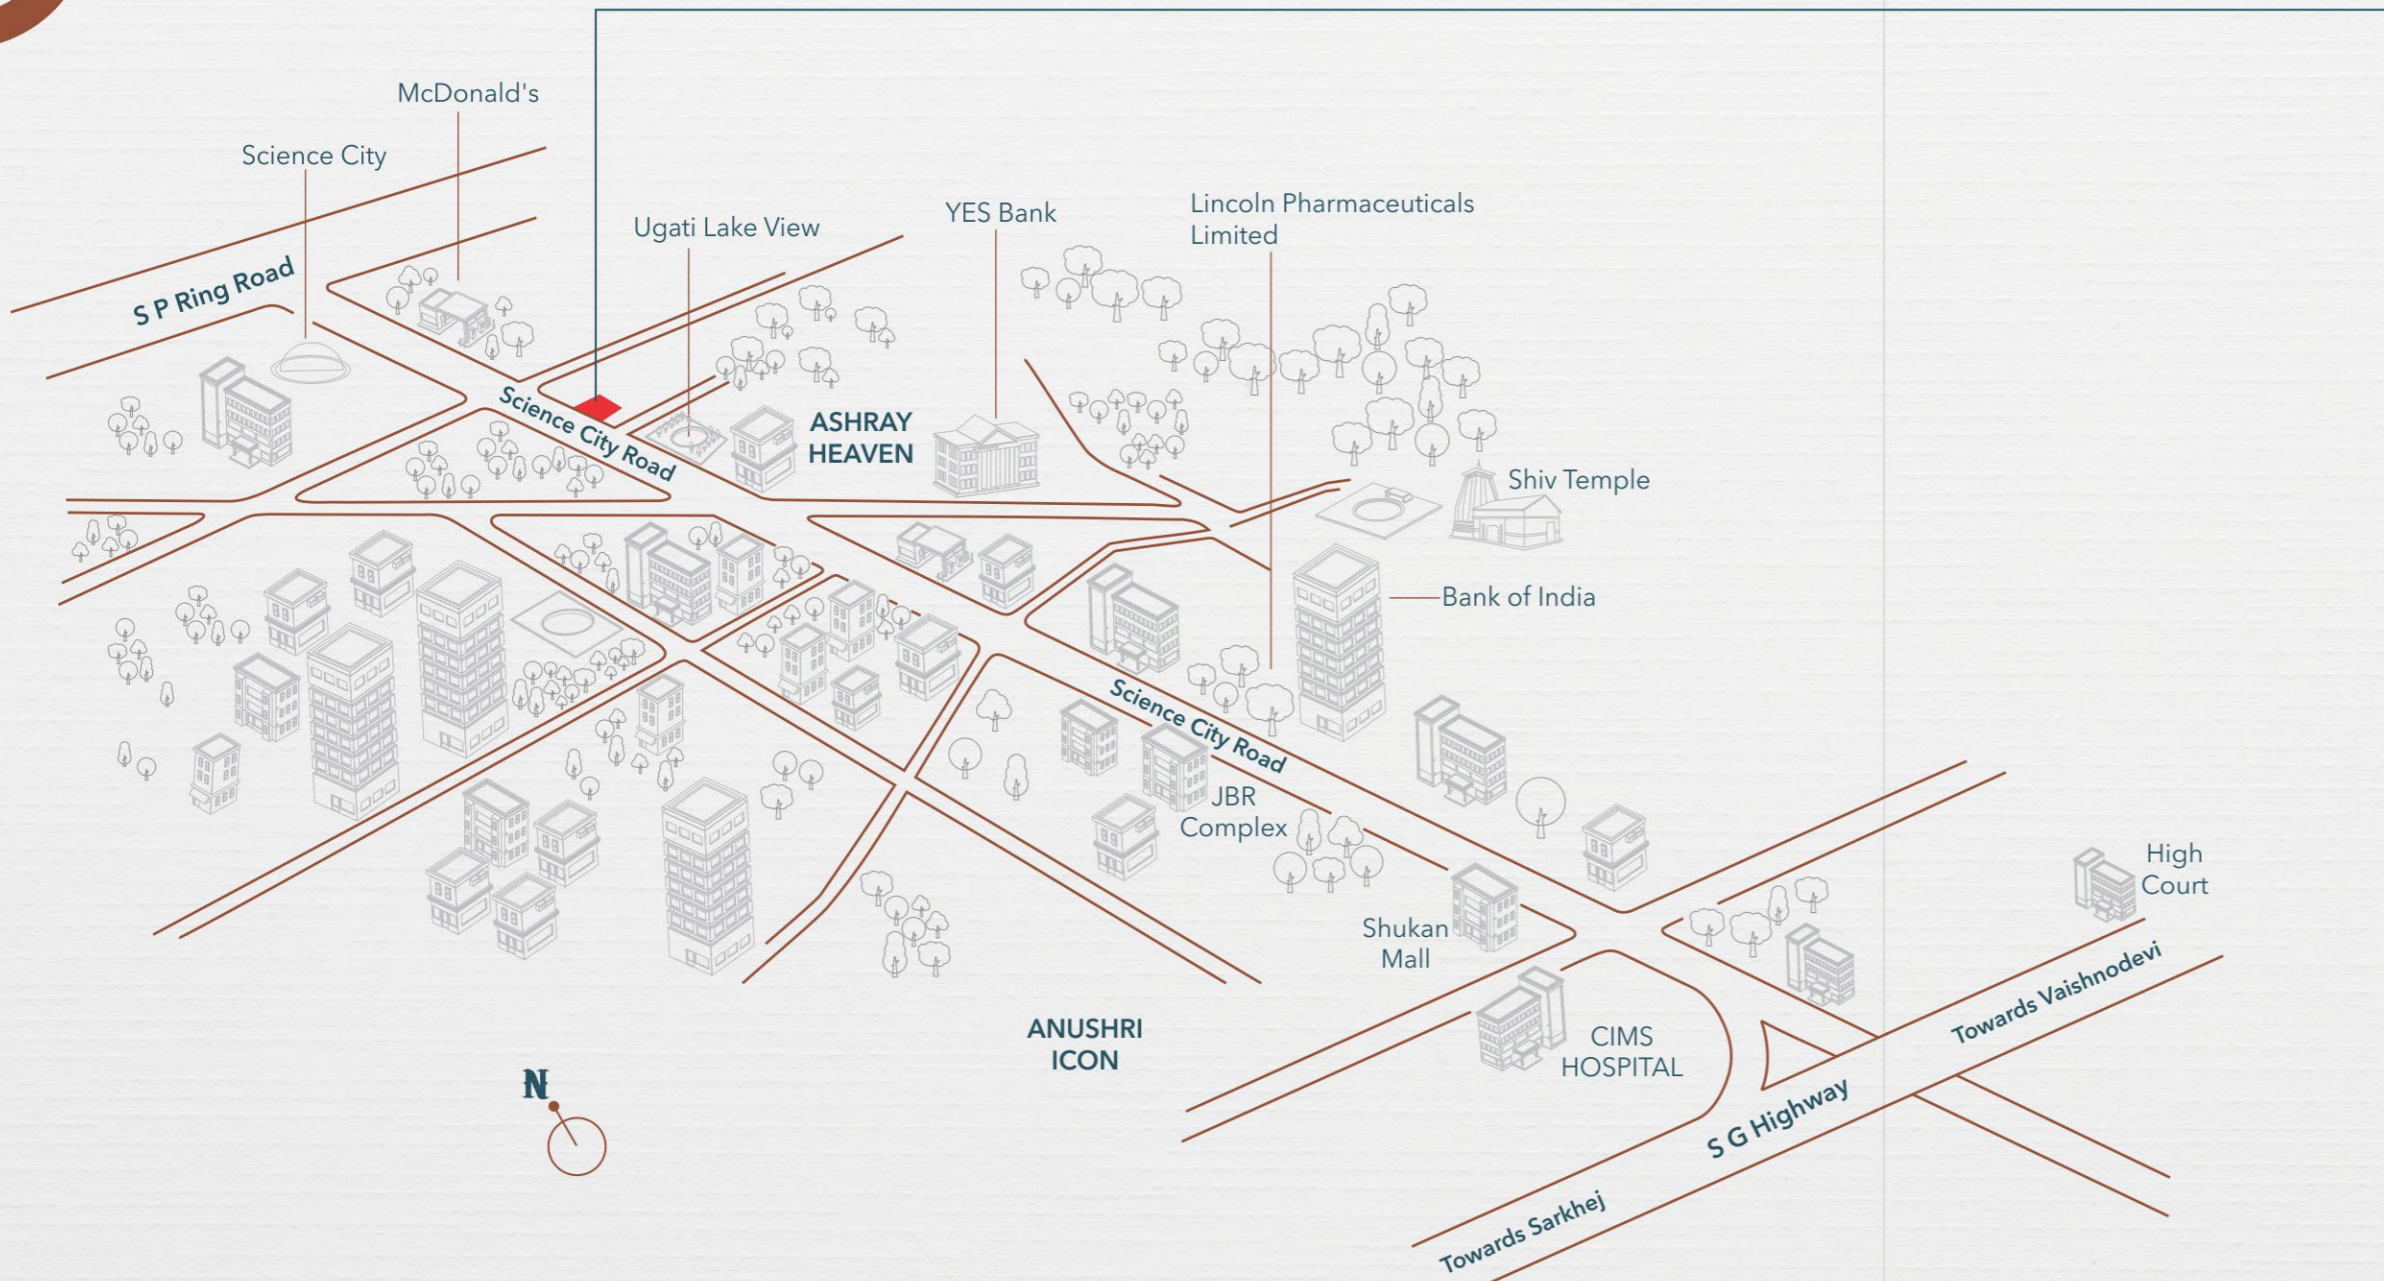 McDonald's
Science City
Ugati Lake View
YES Bank
Lincoln Pharmaceuticals
Limited
S P Ring Road
Science City Road
ASHRAY
HEAVEN
Shiv Temple
Bank of India
Science City Road
JBR
Complex
High
Court
Shukan
Mall
Towards Vaishnodevi
ANUSHRI
ICON
CIMS
HOSPITAL
N
S G Highway
Towards Sarkhej